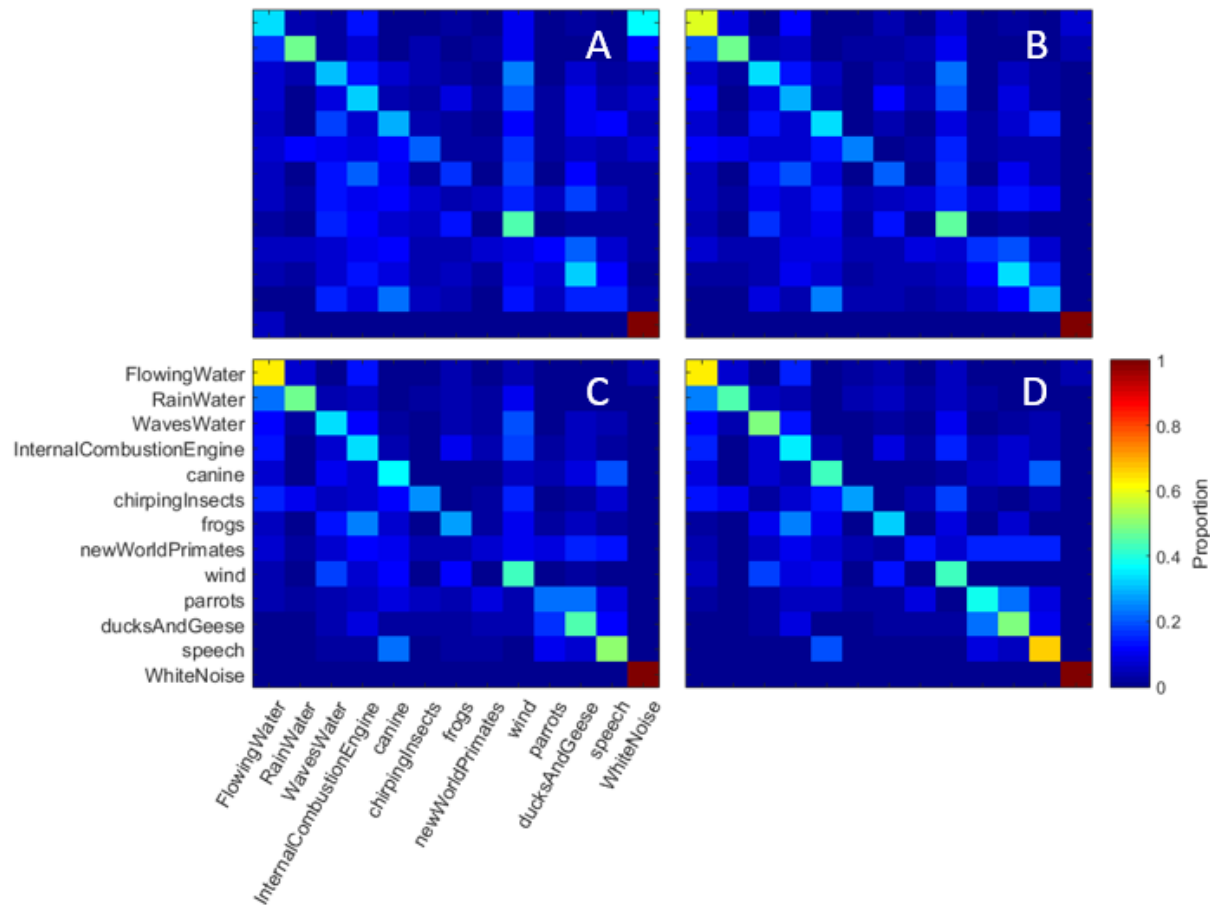 A
B
C
D
FlowingWater
RainWater
WavesWater
InternalCombustionEngine
canine
chirpingInsects
frogs
newWorldPrimates
wind
parrots
ducksAndGeese
speech
WhiteNoise
FlowingWater
RainWater
WavesWater
InternalCombustionEngine
canine
chirpingInsects
frogs
newWorldPrimates
wind
parrots
ducksAndGeese
speech
WhiteNoise
1
0.8
0.6
0.4
0.2
0
Proportion